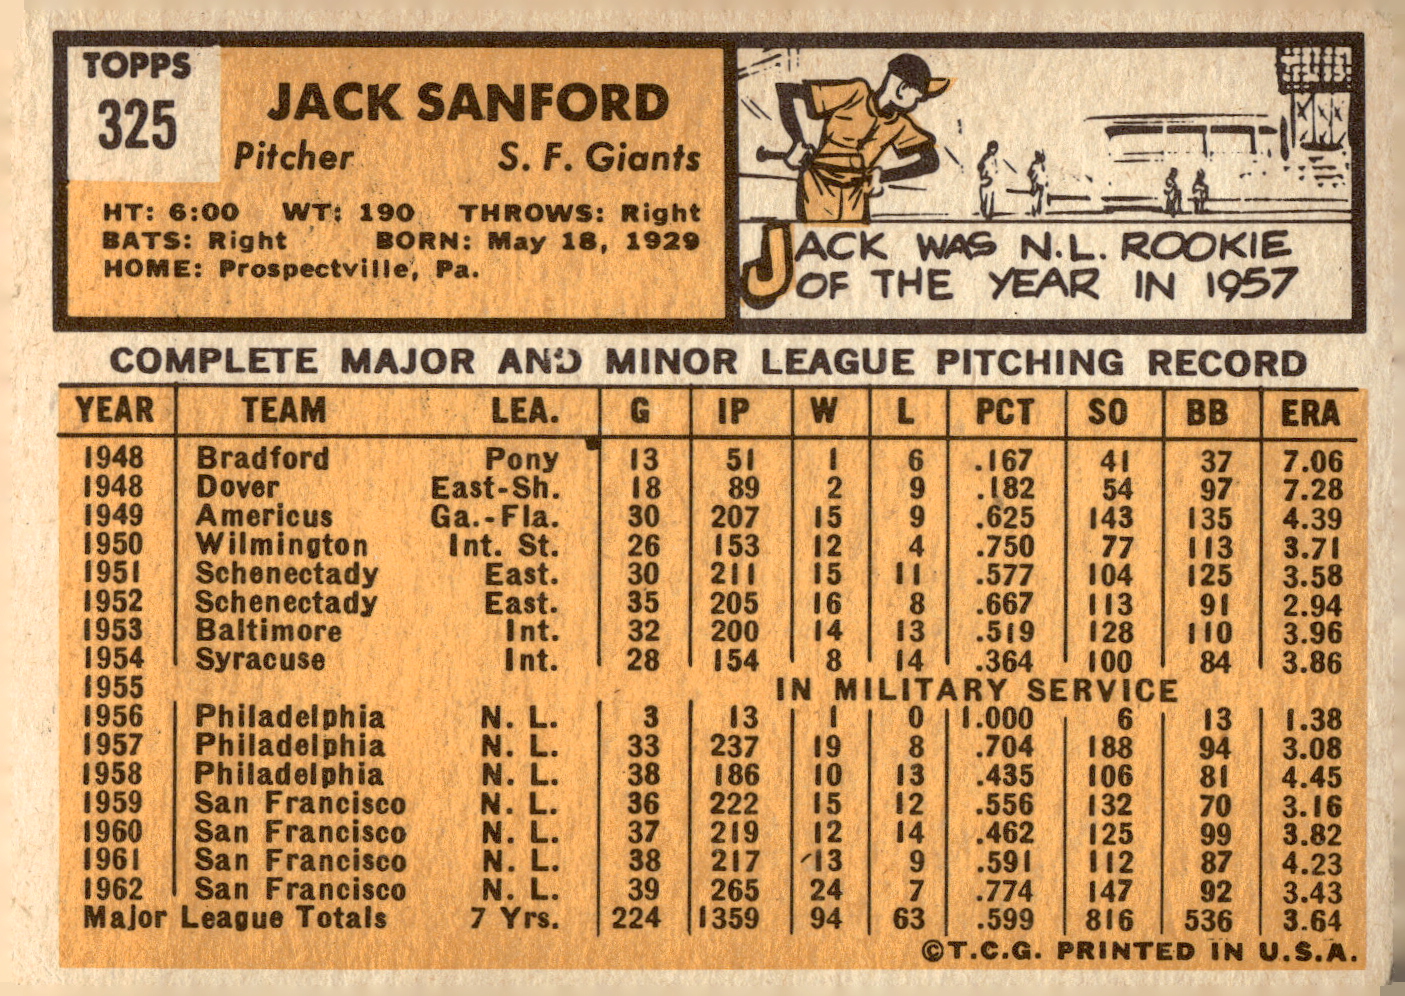 TOPPS
325
JACK SANFORD
Pitcher S. F. Giants
HT: 6:00 WT: 190 THROWS: Right
BATS: Right BORN: May 18, 1929
HOME: Prospectville, Pa.
JACK WAS N.L. ROOKIE
OF THE YEAR IN 1957
COMPLETE MAJOR AND MINOR LEAGUE PITCHING RECORD
YEAR TEAM LEA. G IP W L PCT SO BB ERA
1948 Bradford Pony 13 51 1 6 .167 41 37 7.06
1948 Dover East-Sh. 18 89 2 9 .182 54 97 7.28
1949 Americus Ga.-Fla. 30 207 15 9 .625 143 135 4.39
1950 Wilmington Int. St. 26 153 12 4 .750 77 113 3.71
1951 Schenectady East. 30 211 15 11 .577 104 125 3.58
1952 Schenectady East. 35 205 16 8 .667 113 91 2.94
1953 Baltimore Int. 32 200 14 13 .519 128 110 3.96
1954 Syracuse Int. 28 154 8 14 .364 100 84 3.86
1955 IN MILITARY SERVICE
1956 Philadelphia N. L. 3 13 1 0 1.000 6 13 1.38
1957 Philadelphia N. L. 33 237 19 8 .704 188 94 3.08
1958 Philadelphia N. L. 38 186 10 13 .435 106 81 4.45
1959 San Francisco N. L. 36 222 15 12 .556 132 70 3.16
1960 San Francisco N. L. 37 219 12 14 .462 125 99 3.82
1961 San Francisco N. L. 38 217 13 9 .591 112 87 4.23
1962 San Francisco N. L. 39 265 24 7 .774 147 92 3.43
Major League Totals 7 Yrs. 224 1359 94 63 .599 816 536 3.64
©T.C.G. PRINTED IN U.S.A.